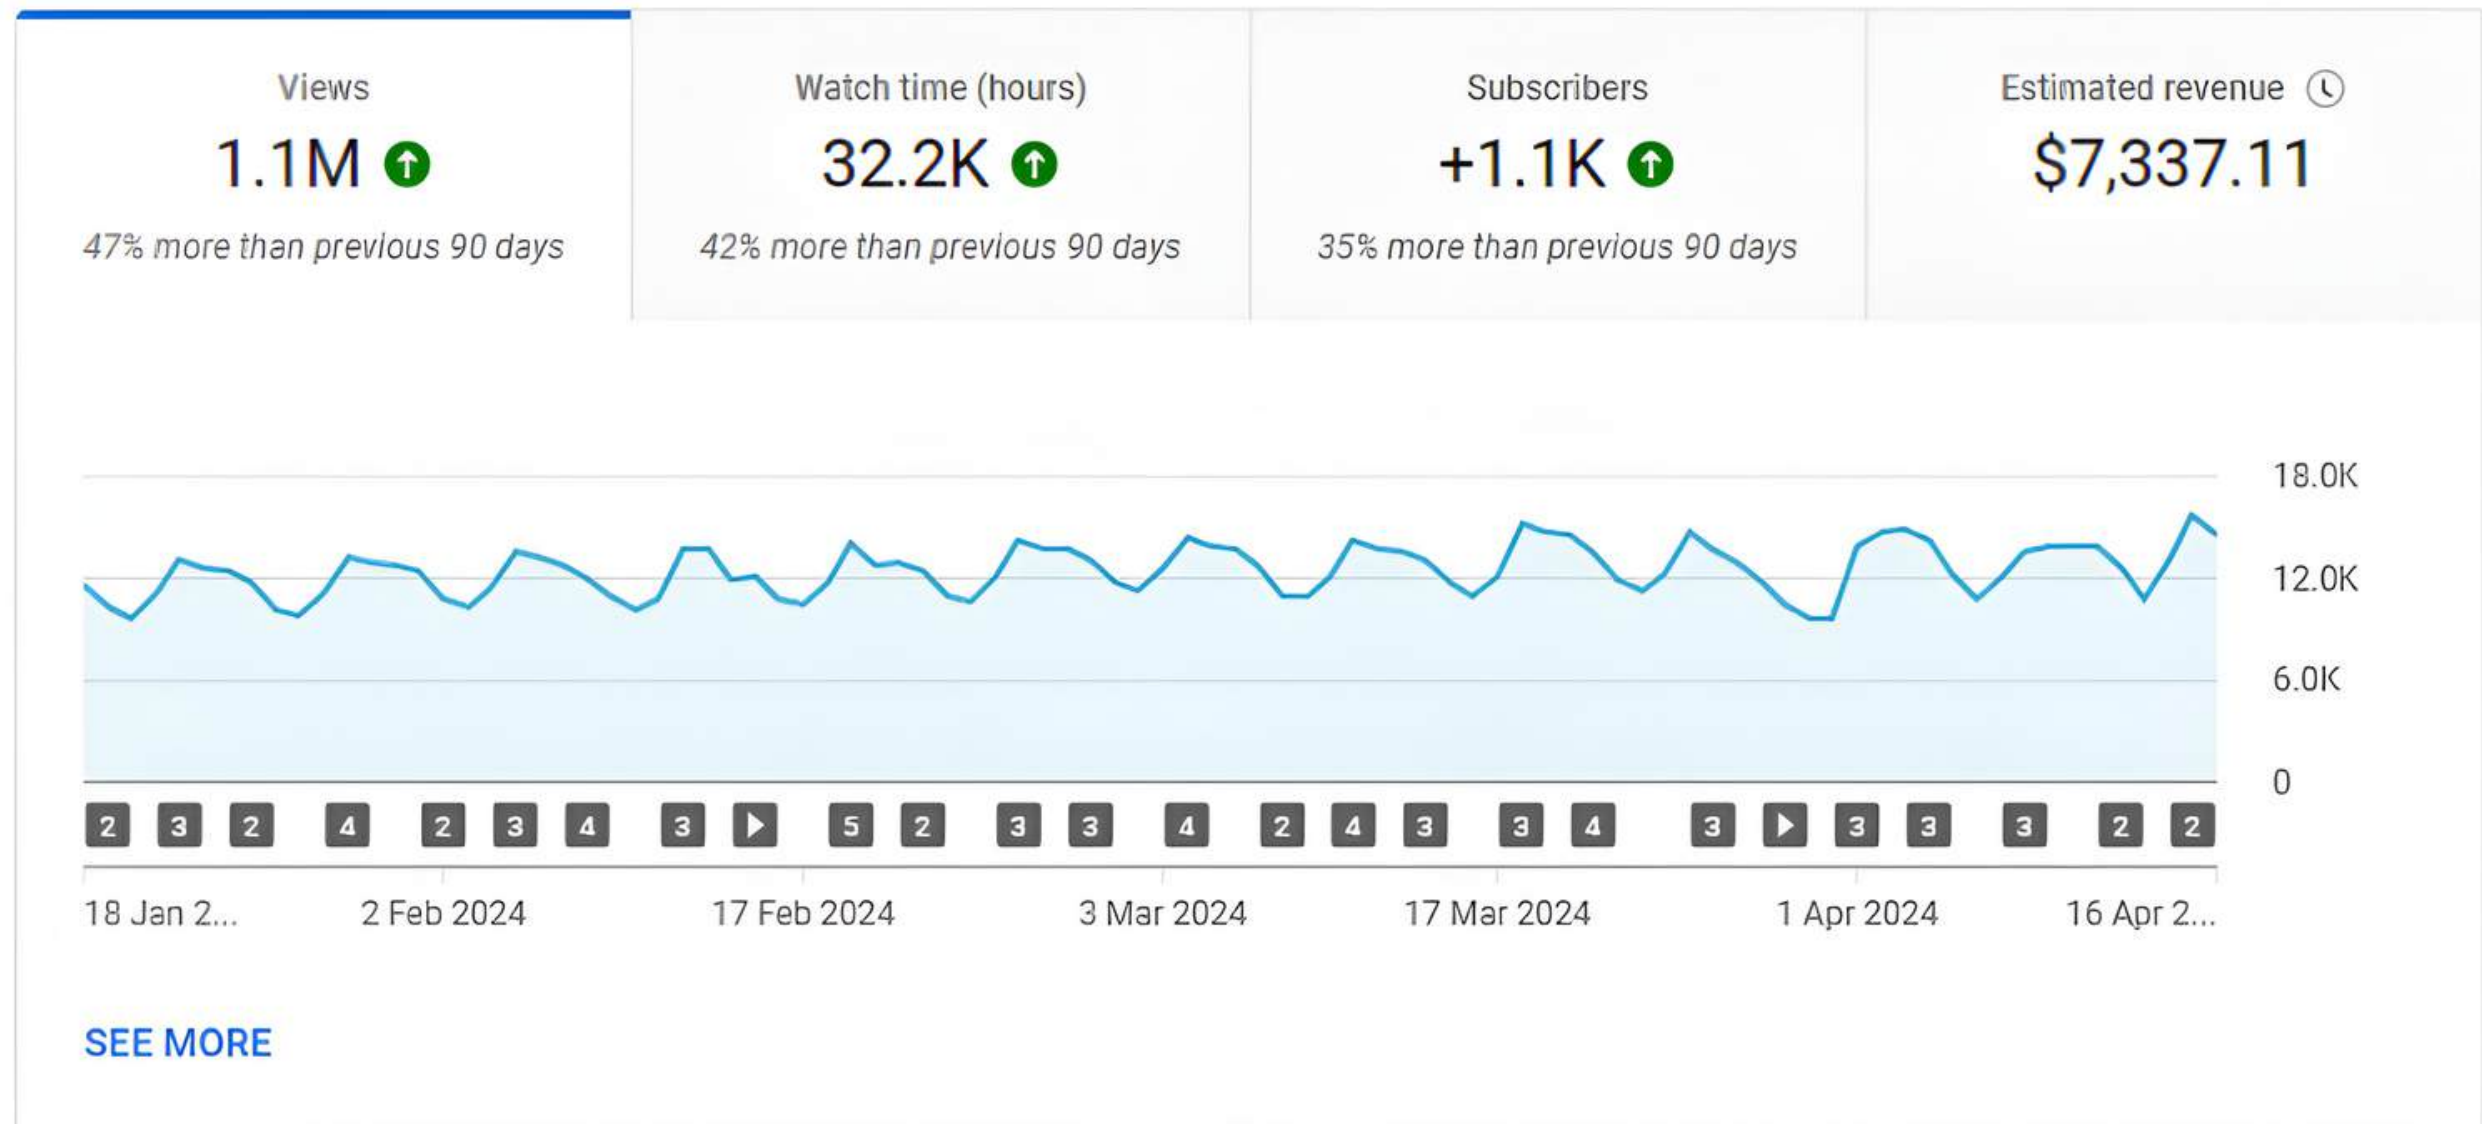 Views
1.1M
47% more than previous 90 days
Watch time (hours)
32.2K
42% more than previous 90 days
Subscribers
+1.1K
35% more than previous 90 days
Estimated revenue
$7,337.11
18.0K
12.0K
6.0K
0
2 3 2 4 2 3 4 3 5 2 3 3 4 2 4 3 3 4 3 3 3 3 2 2
18 Jan 2... 2 Feb 2024 17 Feb 2024 3 Mar 2024 17 Mar 2024 1 Apr 2024 16 Apr 2...
SEE MORE